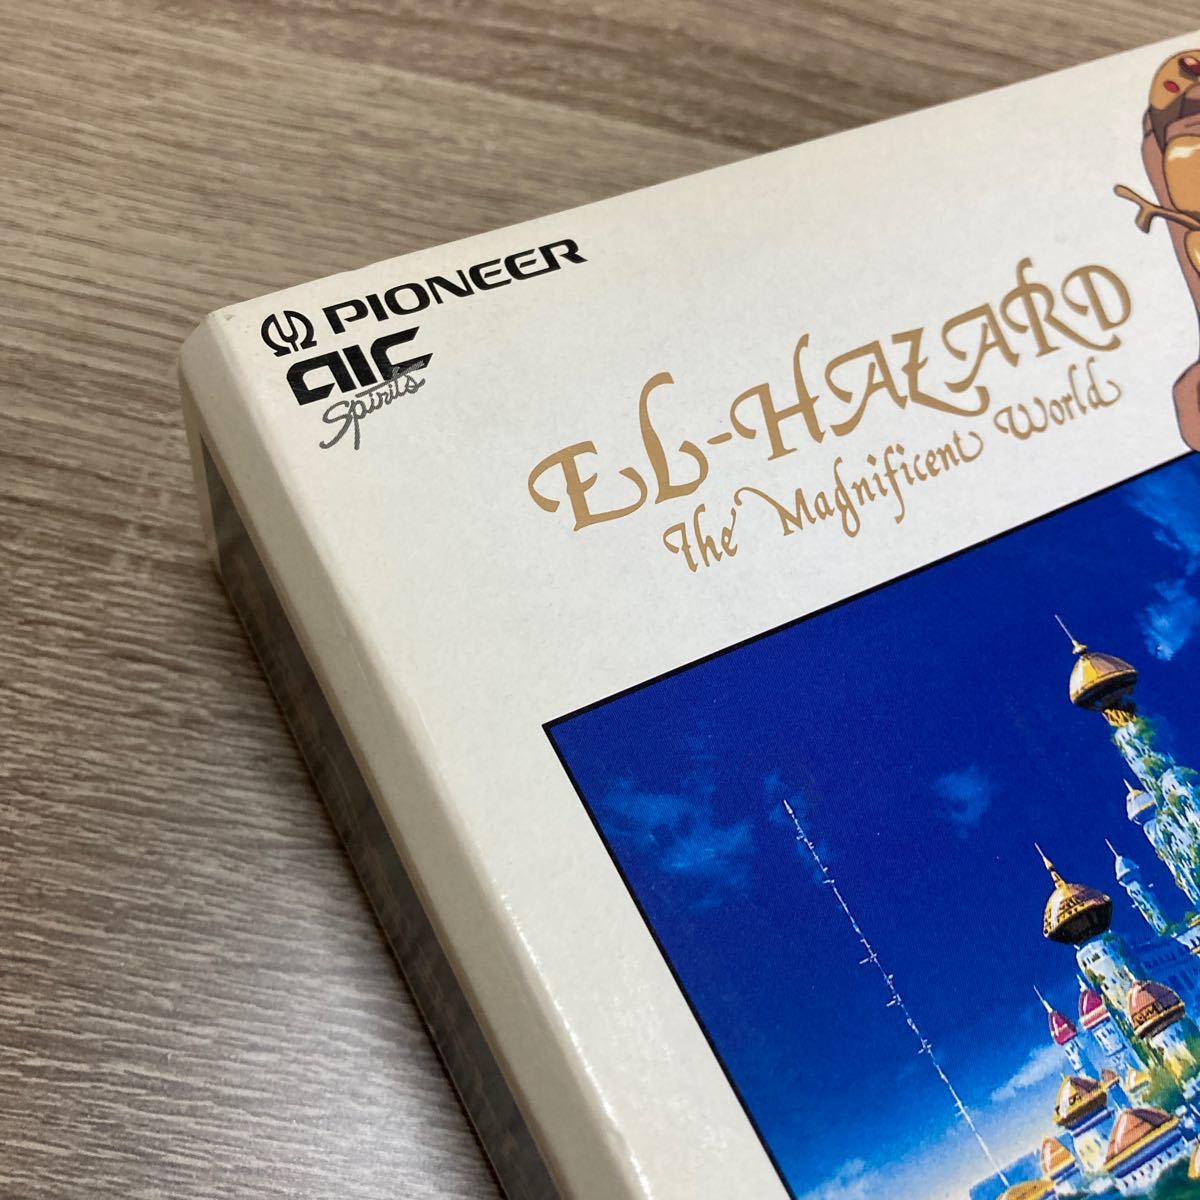 PIONEER
AIC
Spirits
EL-HAZARD
The Magnificent World